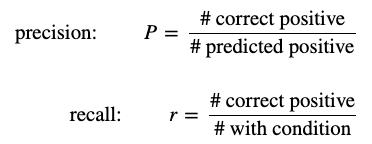 precision: P = # correct positive / # predicted positive
recall: r = # correct positive / # with condition